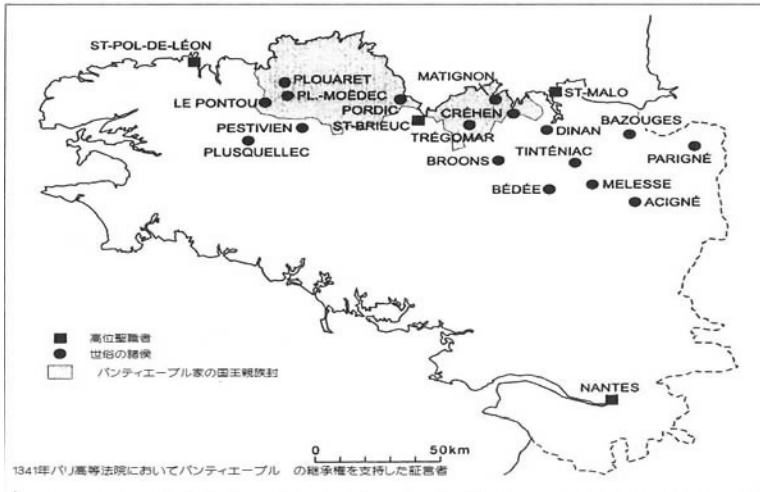 ST-POL-DE-LÉON
PLOUARET
PL.-MOËDEC
LE PONTOU
PORDIC
ST-BRIEUC
MATIGNON
ST-MALO
CRÉHEN
TRÉGOMAR
PESTIVIEN
PLUSQUELLEC
DINAN
BAZOUGES
BROONS
TINTÉNIAC
PARIGNÉ
BÉDÉE
MELESSE
ACIGNÉ
高位聖職者
世俗の諸侯
パンティエーブル家の国王親族封
NANTES
0 50km
1341年パリ高等法院においてパンティエーブル の継承権を支持した証言者